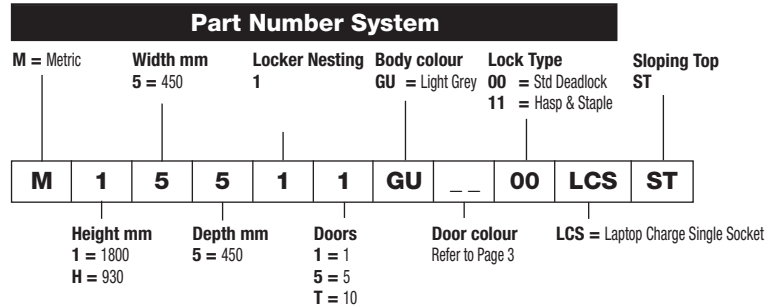 Part Number System
M = Metric
Width mm
5 = 450
Locker Nesting
1
Body colour
GU = Light Grey
Lock Type
00 = Std Deadlock
11 = Hasp & Staple
Sloping Top
ST
M 1 5 5 1 1 GU _ _ 00 LCS ST
Height mm
1 = 1800
H = 930
Depth mm
5 = 450
Doors
1 = 1
5 = 5
T = 10
Door colour
Refer to Page 3
LCS = Laptop Charge Single Socket